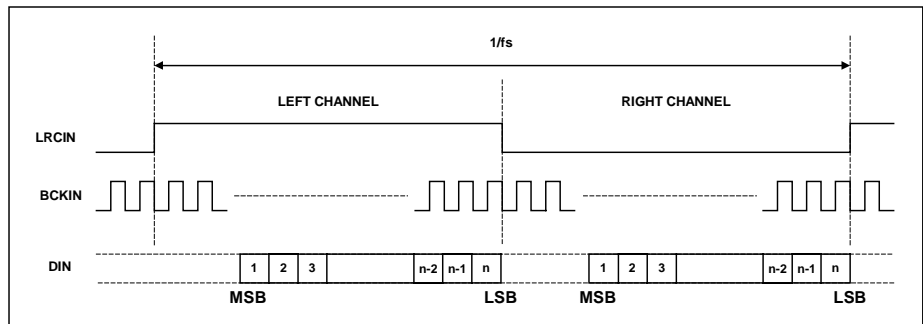 1/fs
LEFT CHANNEL RIGHT CHANNEL
LRCIN
BCKIN
DIN 1 2 3 n-2 n-1 n 1 2 3 n-2 n-1 n
MSB LSB MSB LSB